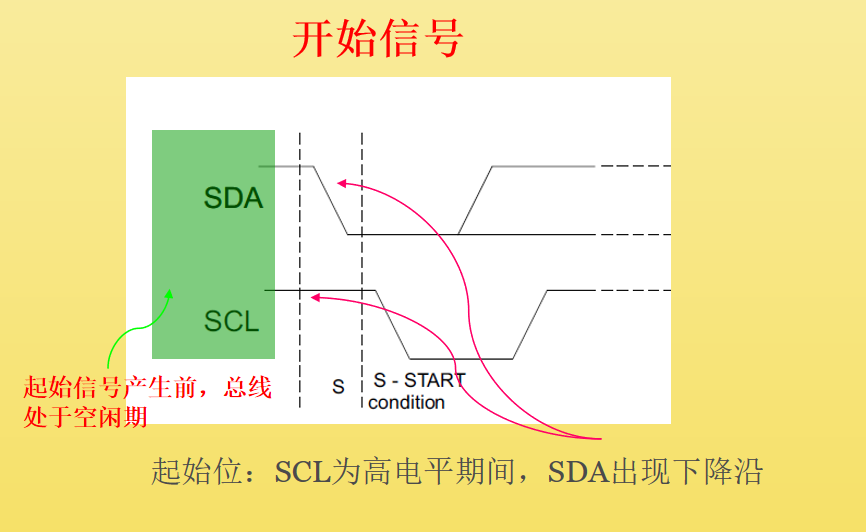 开始信号
SDA
SCL
起始信号产生前，总线
处于空闲期
S
S - START
condition
起始位：SCL为高电平期间，SDA出现下降沿